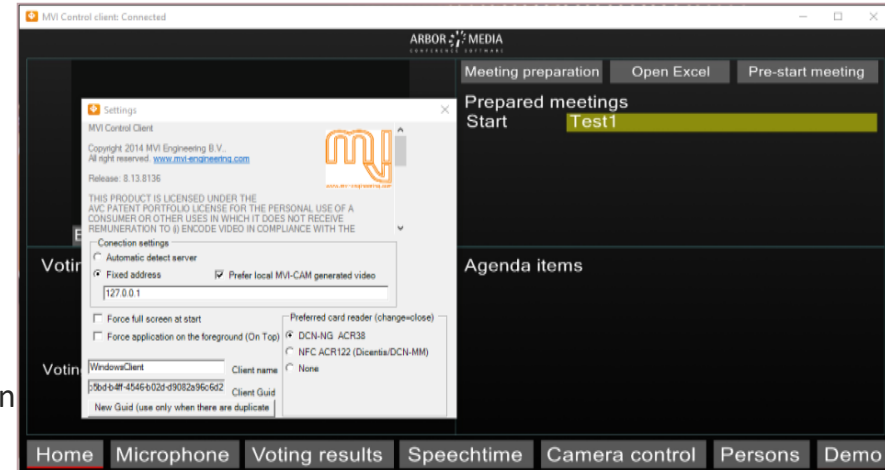 MVI Control client: Connected
ARBOR MEDIA
CONFERENCE SOFTWARE
Meeting preparation
Open Excel
Pre-start meeting
Prepared meetings
Start Test1
Settings
MVI Control Client
Copyright 2014 MVI Engineering B.V..
All right reserved. www.mvi-engineering.com
Release: 8.13.8136
THIS PRODUCT IS LICENSED UNDER THE
AVC PATENT PORTFOLIO LICENSE FOR THE PERSONAL USE OF A
CONSUMER OR OTHER USES IN WHICH IT DOES NOT RECEIVE
REMUNERATION TO (i) ENCODE VIDEO IN COMPLIANCE WITH THE
Conection settings
Automatic detect server
Fixed address
Prefer local MVI-CAM generated video
127.0.0.1
Force full screen at start
Force application on the foreground (On Top)
Preferred card reader (change=close)
DCN-NG ACR38
NFC ACR122 (Dicentis/DCN-MM)
None
WindowsClient Client name
Client Guid
New Guid (use only when there are duplicate
Votin
Votin
n
Agenda items
Home
Microphone
Voting results
Speechtime
Camera control
Persons
Demo